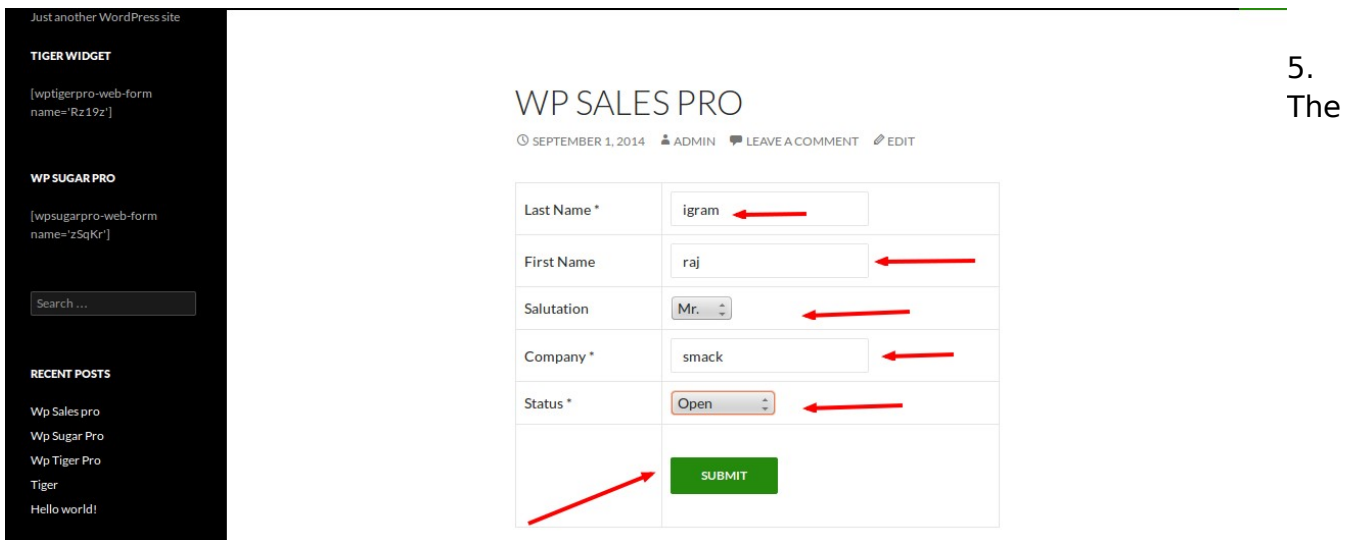 Just another WordPress site
TIGER WIDGET
[wptigerpro-web-form
name='Rz19z']
WP SUGAR PRO
[wpsugarpro-web-form
name='zSqKr']
Search ...
RECENT POSTS
Wp Sales pro
Wp Sugar Pro
Wp Tiger Pro
Tiger
Hello world!
WP SALES PRO
SEPTEMBER 1, 2014 ADMIN LEAVE A COMMENT EDIT
Last Name * igram
First Name raj
Salutation Mr.
Company * smack
Status * Open
SUBMIT
5.
The